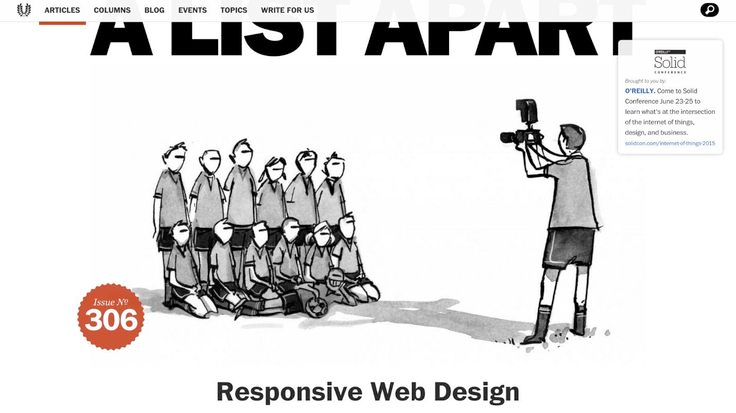 ARTICLES COLUMNS BLOG EVENTS TOPICS WRITE FOR US
A LIST APART
O'REILLY
Solid
CONFERENCE
Brought to you by:
O'REILLY. Come to Solid
Conference June 23-25 to
learn what's at the intersection
of the internet of things,
design, and business.
solidcon.com/internet-of-things-2015
Issue Nº
306
Responsive Web Design